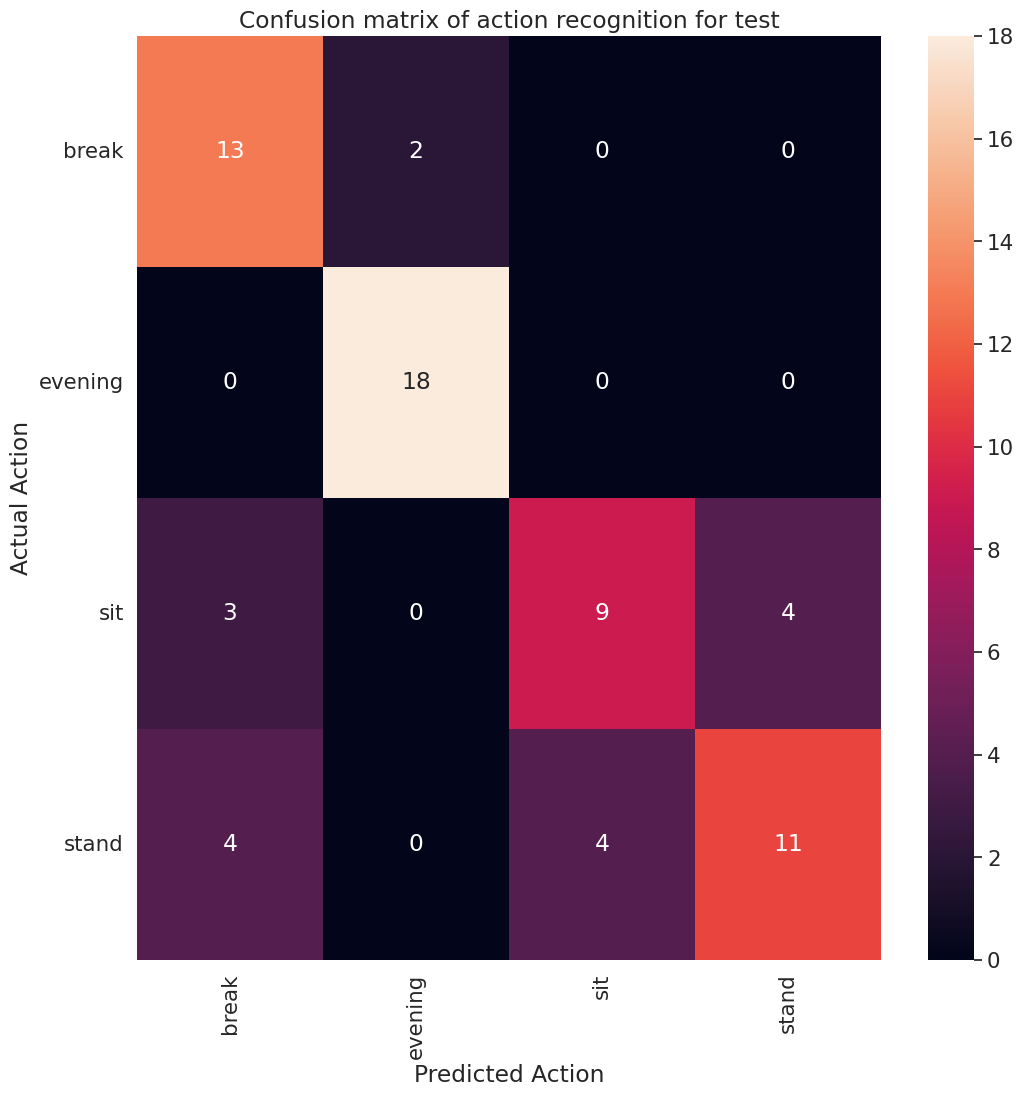 Confusion matrix of action recognition for test
break 13 2 0 0
evening 0 18 0 0
sit 3 0 9 4
stand 4 0 4 11
break evening sit stand
Predicted Action
Actual Action
18
16
14
12
10
8
6
4
2
0